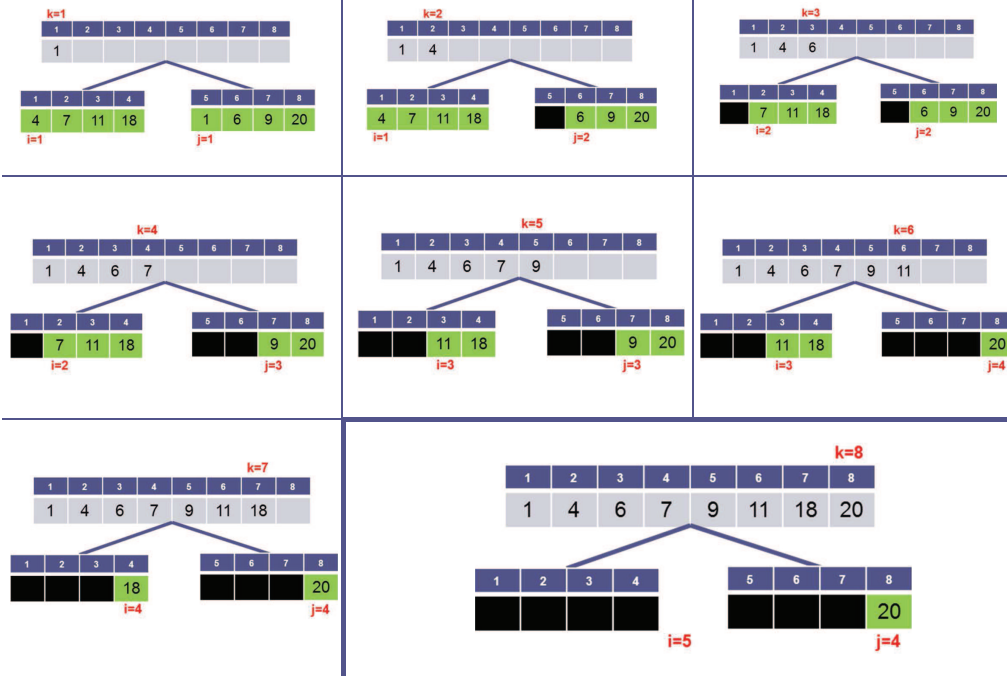 k=1
1 2 3 4 5 6 7 8
1
1 2 3 4
4 7 11 18
i=1
5 6 7 8
1 6 9 20
j=1
k=2
1 2 3 4 5 6 7 8
1 4
1 2 3 4
4 7 11 18
i=1
5 6 7 8
6 9 20
j=2
k=3
1 2 3 4 5 6 7 8
1 4 6
1 2 3 4
7 11 18
i=2
5 6 7 8
6 9 20
j=2
k=4
1 2 3 4 5 6 7 8
1 4 6 7
1 2 3 4
7 11 18
i=2
5 6 7 8
9 20
j=3
k=5
1 2 3 4 5 6 7 8
1 4 6 7 9
1 2 3 4
11 18
i=3
5 6 7 8
9 20
j=3
k=6
1 2 3 4 5 6 7 8
1 4 6 7 9 11
1 2 3 4
11 18
i=3
5 6 7 8
20
j=4
k=7
1 2 3 4 5 6 7 8
1 4 6 7 9 11 18
1 2 3 4
18
i=4
5 6 7 8
20
j=4
k=8
1 2 3 4 5 6 7 8
1 4 6 7 9 11 18 20
1 2 3 4
i=5
5 6 7 8
20
j=4